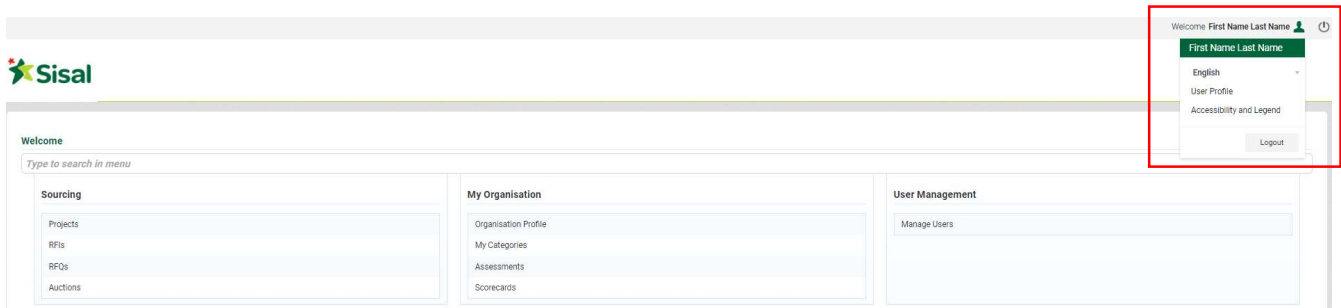 Welcome First Name Last Name
First Name Last Name
Sisal
English
User Profile
Accessibility and Legend
Logout
Welcome
Type to search in menu
Sourcing
Projects
RFIs
RFQs
Auctions
My Organisation
Organisation Profile
My Categories
Assessments
Scorecards
User Management
Manage Users